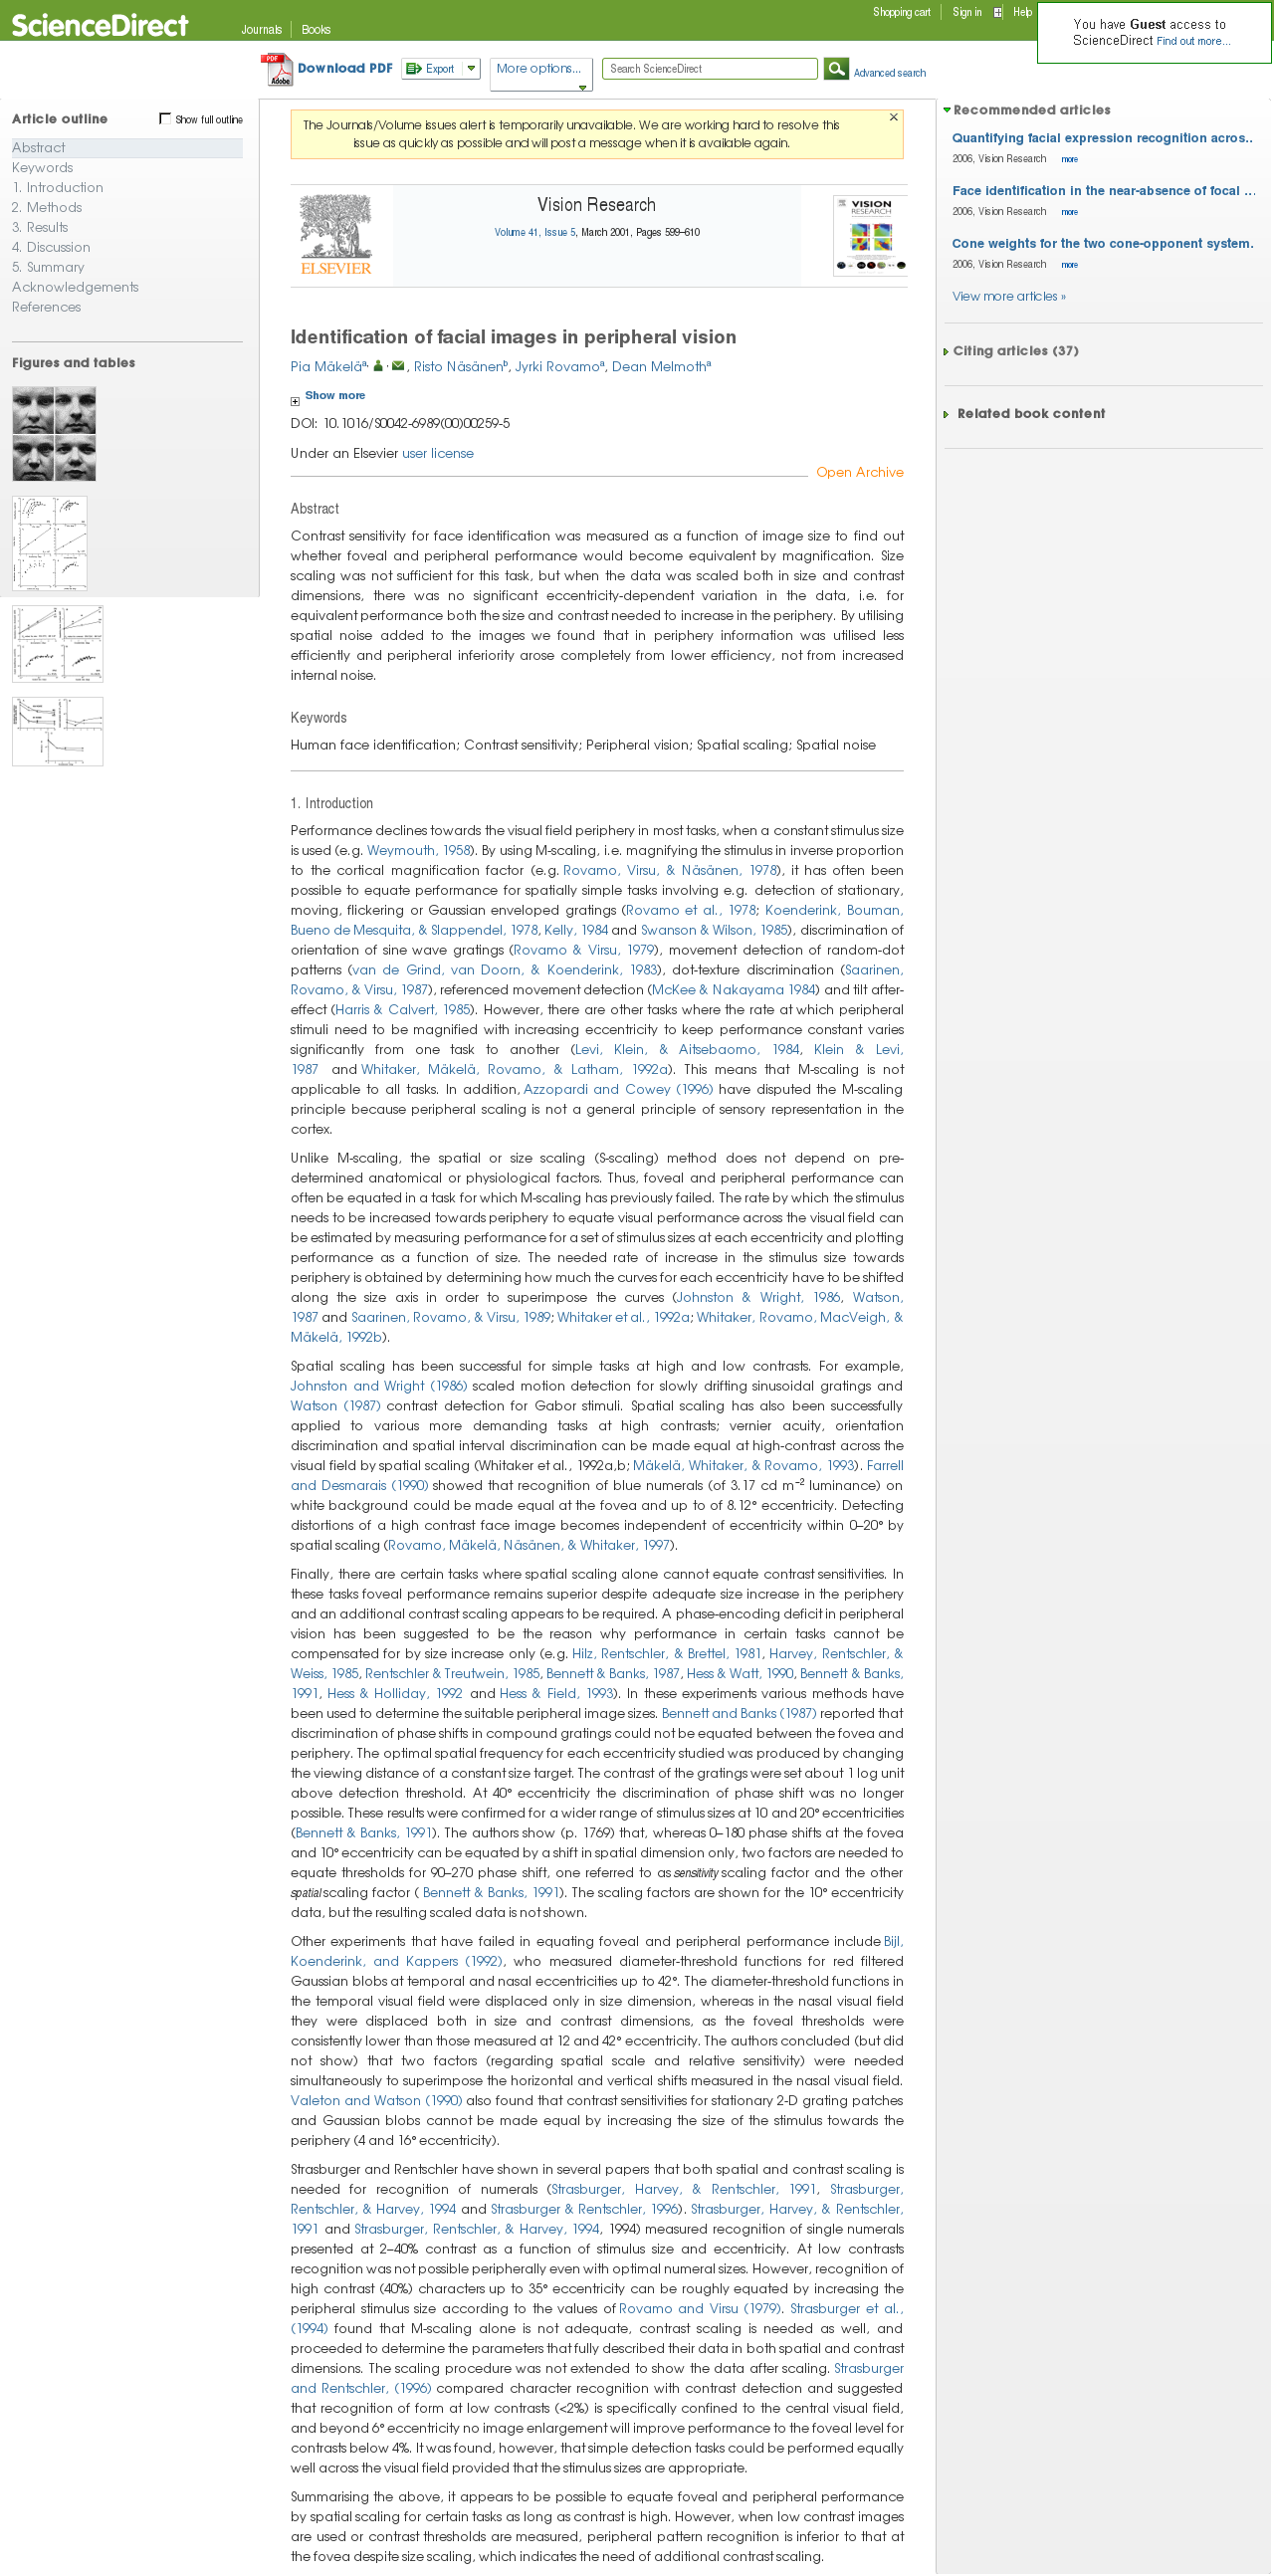 ScienceDirect
Journals
Books
Shopping cart
Sign in
Help
You have Guest access to
ScienceDirect Find out more...
Download PDF
Export
More options...
Search ScienceDirect
Advanced search
Article outline
Show full outline
Abstract
Keywords
1. Introduction
2. Methods
3. Results
4. Discussion
5. Summary
Acknowledgements
References
Figures and tables
The Journals/Volume issues alert is temporarily unavailable. We are working hard to resolve this
issue as quickly as possible and will post a message when it is available again.
ELSEVIER
Vision Research
Volume 41, Issue 5, March 2001, Pages 599–610
VISION
RESEARCH
Identification of facial images in peripheral vision
Pia Mäkeläa, , , Risto Näsänenb, Jyrki Rovamoa, Dean Melmotha
Show more
DOI: 10.1016/S0042-6989(00)00259-5
Under an Elsevier user license
Open Archive
Abstract
Contrast sensitivity for face identification was measured as a function of image size to find out
whether foveal and peripheral performance would become equivalent by magnification. Size
scaling was not sufficient for this task, but when the data was scaled both in size and contrast
dimensions, there was no significant eccentricity-dependent variation in the data, i.e. for
equivalent performance both the size and contrast needed to increase in the periphery. By utilising
spatial noise added to the images we found that in periphery information was utilised less
efficiently and peripheral inferiority arose completely from lower efficiency, not from increased
internal noise.
Keywords
Human face identification; Contrast sensitivity; Peripheral vision; Spatial scaling; Spatial noise
1. Introduction
Performance declines towards the visual field periphery in most tasks, when a constant stimulus size
is used (e.g. Weymouth, 1958). By using M-scaling, i.e. magnifying the stimulus in inverse proportion
to the cortical magnification factor (e.g. Rovamo, Virsu, & Näsänen, 1978), it has often been
possible to equate performance for spatially simple tasks involving e.g. detection of stationary,
moving, flickering or Gaussian enveloped gratings (Rovamo et al., 1978; Koenderink, Bouman,
Bueno de Mesquita, & Slappendel, 1978, Kelly, 1984 and Swanson & Wilson, 1985), discrimination of
orientation of sine wave gratings (Rovamo & Virsu, 1979), movement detection of random-dot
patterns (van de Grind, van Doorn, & Koenderink, 1983), dot-texture discrimination (Saarinen,
Rovamo, & Virsu, 1987), referenced movement detection (McKee & Nakayama 1984) and tilt after-
effect (Harris & Calvert, 1985). However, there are other tasks where the rate at which peripheral
stimuli need to be magnified with increasing eccentricity to keep performance constant varies
significantly from one task to another (Levi, Klein, & Aitsebaomo, 1984, Klein & Levi,
1987 and Whitaker, Mäkelä, Rovamo, & Latham, 1992a). This means that M-scaling is not
applicable to all tasks. In addition, Azzopardi and Cowey (1996) have disputed the M-scaling
principle because peripheral scaling is not a general principle of sensory representation in the
cortex.
Unlike M-scaling, the spatial or size scaling (S-scaling) method does not depend on pre-
determined anatomical or physiological factors. Thus, foveal and peripheral performance can
often be equated in a task for which M-scaling has previously failed. The rate by which the stimulus
needs to be increased towards periphery to equate visual performance across the visual field can
be estimated by measuring performance for a set of stimulus sizes at each eccentricity and plotting
performance as a function of size. The needed rate of increase in the stimulus size towards
periphery is obtained by determining how much the curves for each eccentricity have to be shifted
along the size axis in order to superimpose the curves (Johnston & Wright, 1986, Watson,
1987 and Saarinen, Rovamo, & Virsu, 1989; Whitaker et al., 1992a; Whitaker, Rovamo, MacVeigh, &
Mäkelä, 1992b).
Spatial scaling has been successful for simple tasks at high and low contrasts. For example,
Johnston and Wright (1986) scaled motion detection for slowly drifting sinusoidal gratings and
Watson (1987) contrast detection for Gabor stimuli. Spatial scaling has also been successfully
applied to various more demanding tasks at high contrasts; vernier acuity, orientation
discrimination and spatial interval discrimination can be made equal at high-contrast across the
visual field by spatial scaling (Whitaker et al., 1992a,b; Mäkelä, Whitaker, & Rovamo, 1993). Farrell
and Desmarais (1990) showed that recognition of blue numerals (of 3.17 cd m−2 luminance) on
white background could be made equal at the fovea and up to of 8.12° eccentricity. Detecting
distortions of a high contrast face image becomes independent of eccentricity within 0–20° by
spatial scaling (Rovamo, Mäkelä, Näsänen, & Whitaker, 1997).
Finally, there are certain tasks where spatial scaling alone cannot equate contrast sensitivities. In
these tasks foveal performance remains superior despite adequate size increase in the periphery
and an additional contrast scaling appears to be required. A phase-encoding deficit in peripheral
vision has been suggested to be the reason why performance in certain tasks cannot be
compensated for by size increase only (e.g. Hilz, Rentschler, & Brettel, 1981, Harvey, Rentschler, &
Weiss, 1985, Rentschler & Treutwein, 1985, Bennett & Banks, 1987, Hess & Watt, 1990, Bennett & Banks,
1991, Hess & Holliday, 1992 and Hess & Field, 1993). In these experiments various methods have
been used to determine the suitable peripheral image sizes. Bennett and Banks (1987) reported that
discrimination of phase shifts in compound gratings could not be equated between the fovea and
periphery. The optimal spatial frequency for each eccentricity studied was produced by changing
the viewing distance of a constant size target. The contrast of the gratings were set about 1 log unit
above detection threshold. At 40° eccentricity the discrimination of phase shift was no longer
possible. These results were confirmed for a wider range of stimulus sizes at 10 and 20° eccentricities
(Bennett & Banks, 1991). The authors show (p. 1769) that, whereas 0–180 phase shifts at the fovea
and 10° eccentricity can be equated by a shift in spatial dimension only, two factors are needed to
equate thresholds for 90–270 phase shift, one referred to as sensitivity scaling factor and the other
spatial scaling factor ( Bennett & Banks, 1991). The scaling factors are shown for the 10° eccentricity
data, but the resulting scaled data is not shown.
Other experiments that have failed in equating foveal and peripheral performance include Bijl,
Koenderink, and Kappers (1992), who measured diameter-threshold functions for red filtered
Gaussian blobs at temporal and nasal eccentricities up to 42°. The diameter-threshold functions in
the temporal visual field were displaced only in size dimension, whereas in the nasal visual field
they were displaced both in size and contrast dimensions, as the foveal thresholds were
consistently lower than those measured at 12 and 42° eccentricity. The authors concluded (but did
not show) that two factors (regarding spatial scale and relative sensitivity) were needed
simultaneously to superimpose the horizontal and vertical shifts measured in the nasal visual field.
Valeton and Watson (1990) also found that contrast sensitivities for stationary 2-D grating patches
and Gaussian blobs cannot be made equal by increasing the size of the stimulus towards the
periphery (4 and 16° eccentricity).
Strasburger and Rentschler have shown in several papers that both spatial and contrast scaling is
needed for recognition of numerals (Strasburger, Harvey, & Rentschler, 1991, Strasburger,
Rentschler, & Harvey, 1994 and Strasburger & Rentschler, 1996). Strasburger, Harvey, & Rentschler,
1991 and Strasburger, Rentschler, & Harvey, 1994, 1994) measured recognition of single numerals
presented at 2–40% contrast as a function of stimulus size and eccentricity. At low contrasts
recognition was not possible peripherally even with optimal numeral sizes. However, recognition of
high contrast (40%) characters up to 35° eccentricity can be roughly equated by increasing the
peripheral stimulus size according to the values of Rovamo and Virsu (1979). Strasburger et al.,
(1994) found that M-scaling alone is not adequate, contrast scaling is needed as well, and
proceeded to determine the parameters that fully described their data in both spatial and contrast
dimensions. The scaling procedure was not extended to show the data after scaling. Strasburger
and Rentschler, (1996) compared character recognition with contrast detection and suggested
that recognition of form at low contrasts (<2%) is specifically confined to the central visual field,
and beyond 6° eccentricity no image enlargement will improve performance to the foveal level for
contrasts below 4%. It was found, however, that simple detection tasks could be performed equally
well across the visual field provided that the stimulus sizes are appropriate.
Summarising the above, it appears to be possible to equate foveal and peripheral performance
by spatial scaling for certain tasks as long as contrast is high. However, when low contrast images
are used or contrast thresholds are measured, peripheral pattern recognition is inferior to that at
the fovea despite size scaling, which indicates the need of additional contrast scaling.
Recommended articles
Quantifying facial expression recognition acros..
2006, Vision Research more
Face identification in the near-absence of focal ...
2006, Vision Research more
Cone weights for the two cone-opponent system.
2006, Vision Research more
View more articles »
Citing articles (37)
Related book content